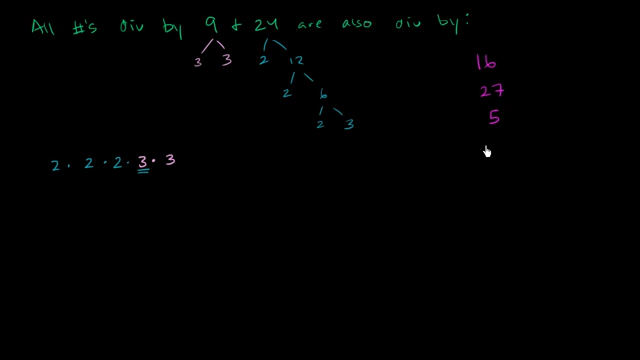 All #'s div by 9 + 24 are also div by:
3 3 2 12
2 6
2 3
2 · 2 · 2 · 3 · 3
16
27
5